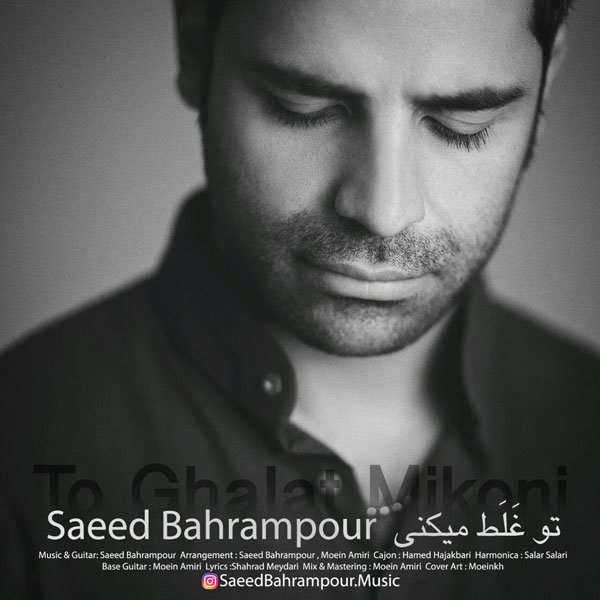 To Ghalat Mikoni
Saeed Bahrampour تو غَلَط میکنی
Music & Guitar: Saeed Bahrampour Arrangement : Saeed Bahrampour , Moein Amiri Cajon : Hamed Hajakbari Harmonica : Salar Salari
Base Guitar : Moein Amiri Lyrics :Shahrad Meydari Mix & Mastering : Moein Amiri Cover Art : Moeinkh
SaeedBahrampour.Music